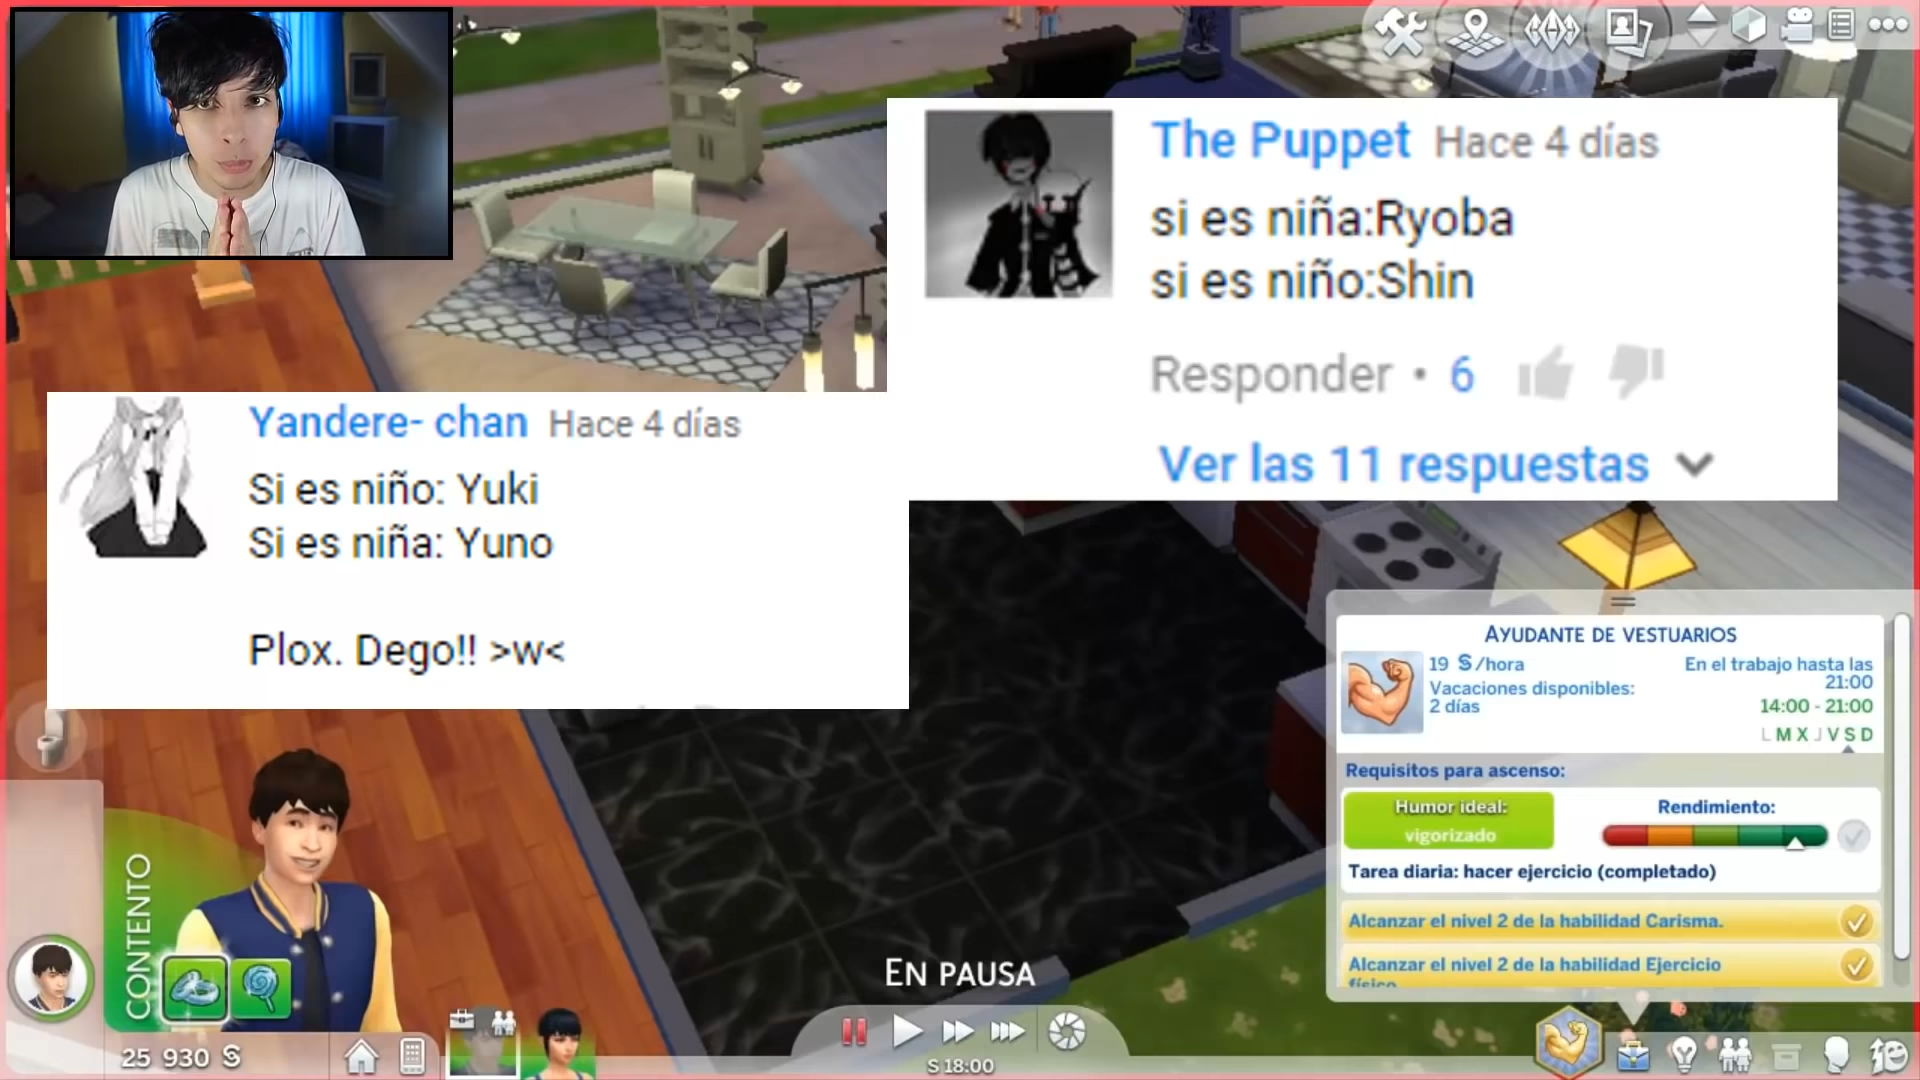 The Puppet Hace 4 días
si es niña:Ryoba
si es niño:Shin
Responder • 6
Ver las 11 respuestas
Yandere- chan Hace 4 días
Si es niño: Yuki
Si es niña: Yuno
Plox. Dego!! >w<
AYUDANTE DE VESTUARIOS
19 S/hora
Vacaciones disponibles:
2 días
En el trabajo hasta las
21:00
14:00 - 21:00
L M X J V S D
Requisitos para ascenso:
Humor ideal:
vigorizado
Rendimiento:
Tarea diaria: hacer ejercicio (completado)
Alcanzar el nivel 2 de la habilidad Carisma.
Alcanzar el nivel 2 de la habilidad Ejercicio
físico.
CONTENTO
EN PAUSA
25 930 S
S 18:00